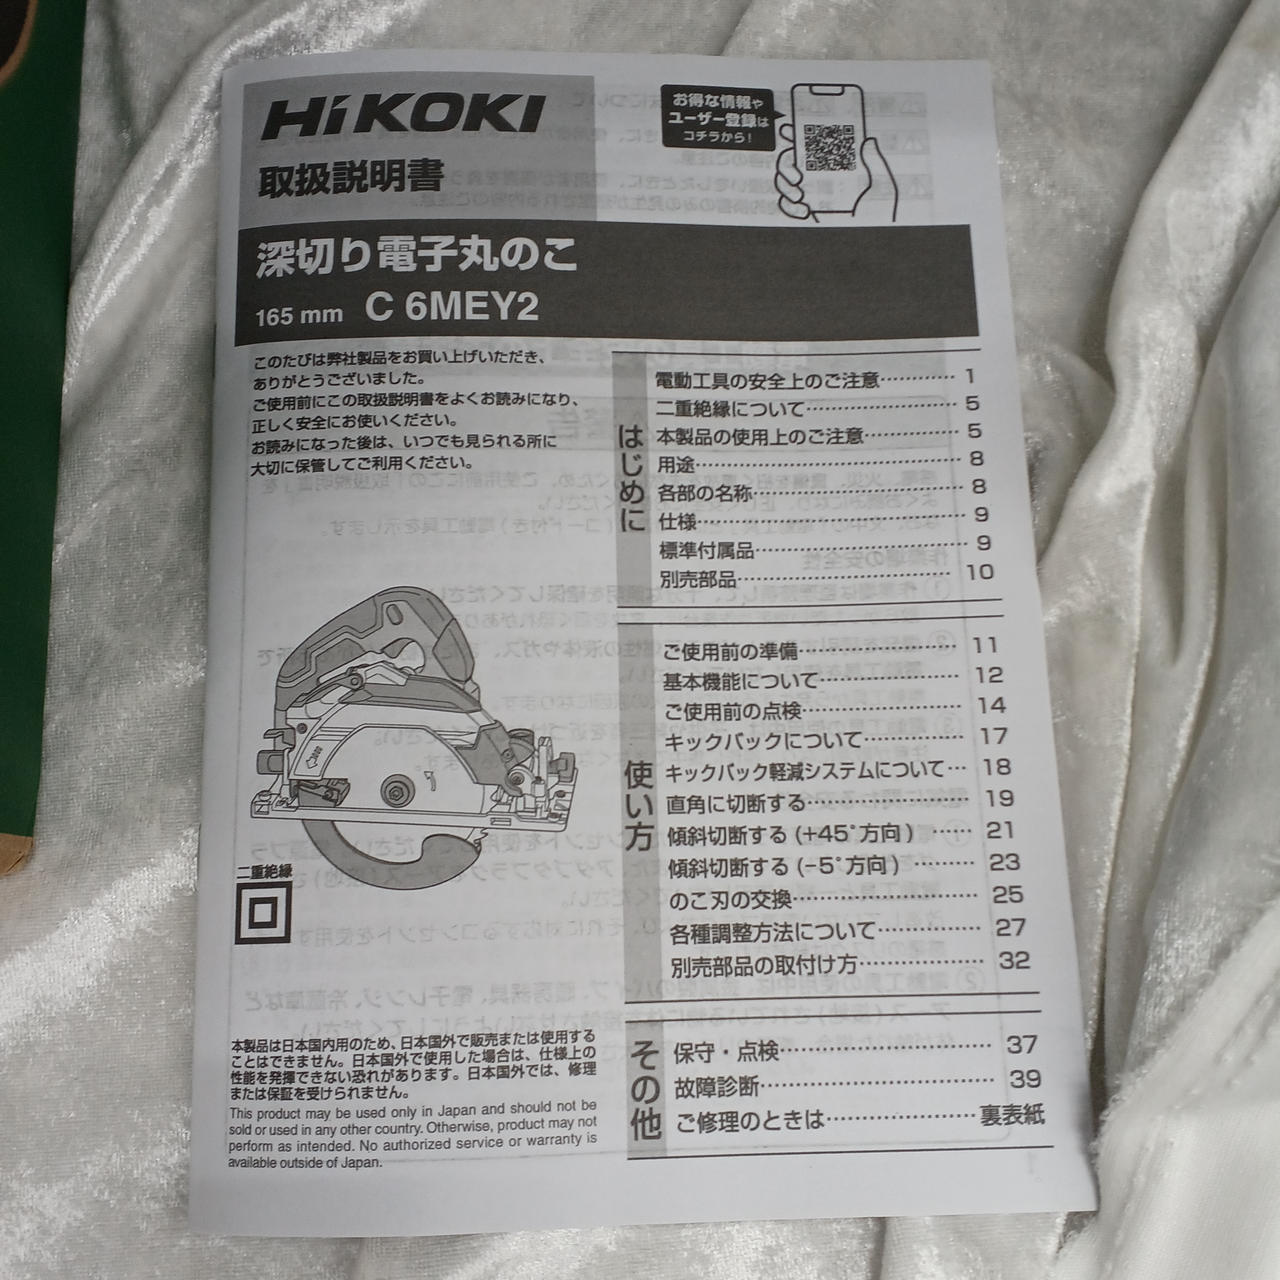 HiKOKI
取扱説明書
お得な情報や
ユーザー登録は
コチラから!
深切り電子丸のこ
165 mm C 6MEY2
このたびは弊社製品をお買い上げいただき、
ありがとうございました。
ご使用前にこの取扱説明書をよくお読みになり、
正しく安全にお使いください。
お読みになった後は、いつでも見られる所に
大切に保管してご利用ください。
二重絶縁
本製品は日本国内用のため、日本国外で販売または使用する
ことはできません。日本国外で使用した場合は、仕様上の
性能を発揮できない恐れがあります。日本国外では、修理
または保証を受けられません。
This product may be used only in Japan and should not be
sold or used in any other country. Otherwise, product may not
perform as intended. No authorized service or warranty is
available outside of Japan.
はじめに
電動工具の安全上のご注意………… 1
二重絶縁について………………… 5
本製品の使用上のご注意………… 5
用途………………………………… 8
各部の名称………………………… 8
仕様………………………………… 9
標準付属品………………………… 9
別売部品…………………………… 10
使い方
ご使用前の準備…………………… 11
基本機能について………………… 12
ご使用前の点検…………………… 14
キックバックについて…………… 17
キックバック軽減システムについて… 18
直角に切断する…………………… 19
傾斜切断する (+45°方向) …… 21
傾斜切断する (−5°方向) …… 23
のこ刃の交換……………………… 25
各種調整方法について…………… 27
別売部品の取付け方……………… 32
その他
保守・点検………………………… 37
故障診断…………………………… 39
ご修理のときは………………… 裏表紙